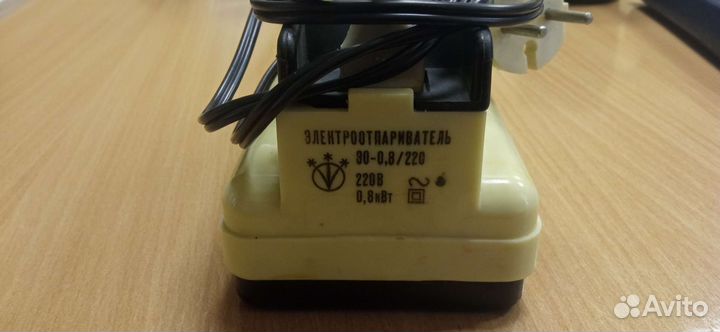 ЭЛЕКТРООТПАРИВАТЕЛЬ
ЭО-0,8/220
220В
0,8кВт
Avito